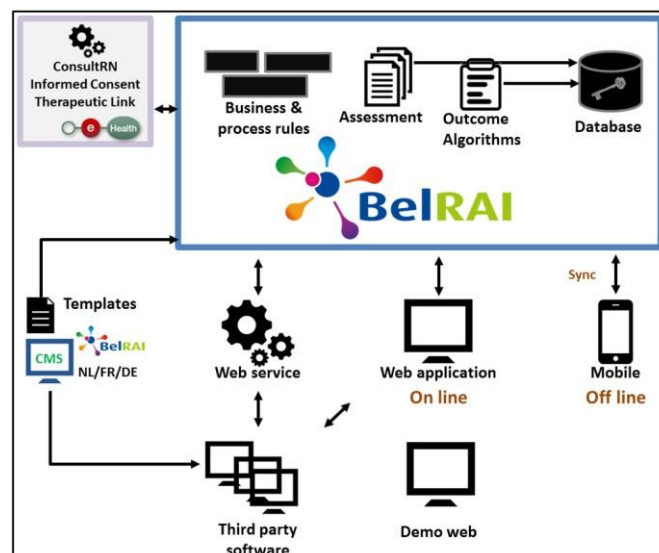 ConsultRN
Informed Consent
Therapeutic Link
e Health
Business &
process rules
Assessment
Outcome
Algorithms
Database
BelRAI
Templates
CMS
BelRAI
NL/FR/DE
Sync
Web service
Web application
On line
Mobile
Off line
Third party
software
Demo web